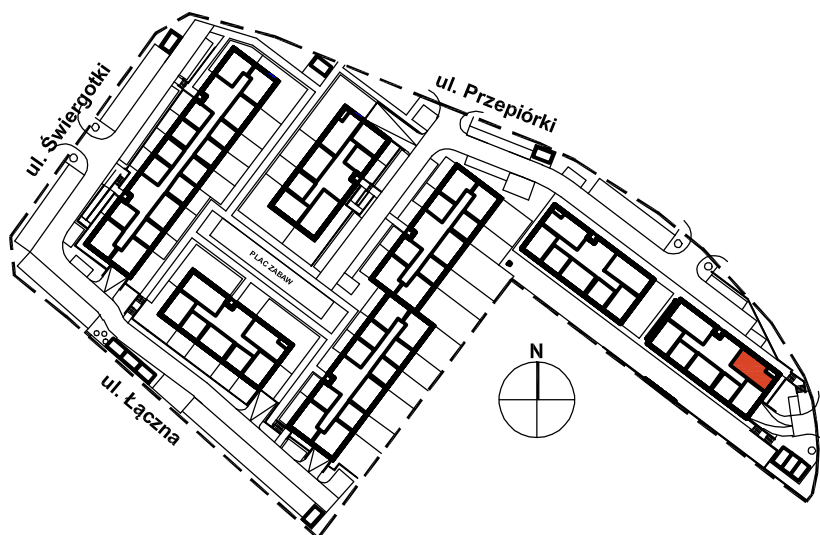 ul. Przepiórki
ul. Świergotki
PLAC ZABAW
N
ul. Łączna